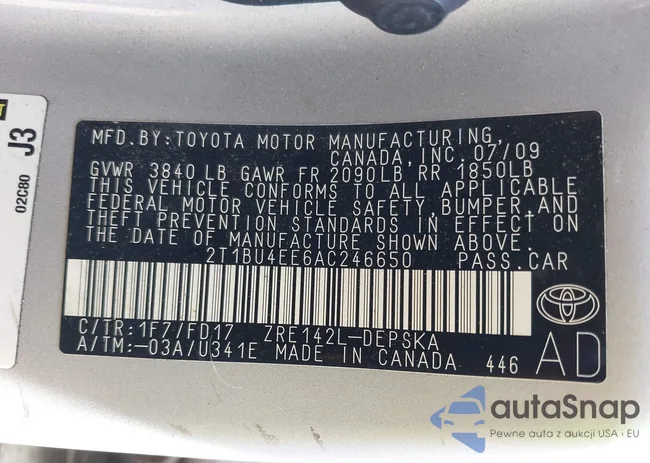 J3
02C80
MFD.BY:TOYOTA MOTOR MANUFACTURING,
CANADA, INC. 07/09
GVWR 3840 LB GAWR FR 2090LB RR 1850LB
THIS VEHICLE CONFORMS TO ALL APPLICABLE
FEDERAL MOTOR VEHICLE SAFETY, BUMPER, AND
THEFT PREVENTION STANDARDS IN EFFECT ON
THE DATE OF MANUFACTURE SHOWN ABOVE.
2T1BU4EE6AC246650 PASS.CAR
C/TR:1F7/FD17 ZRE142L-DEPSKA
A/TM:-03A/U341E MADE IN CANADA 446
AD
autaSnap
Pewne auta z aukcji USA i EU